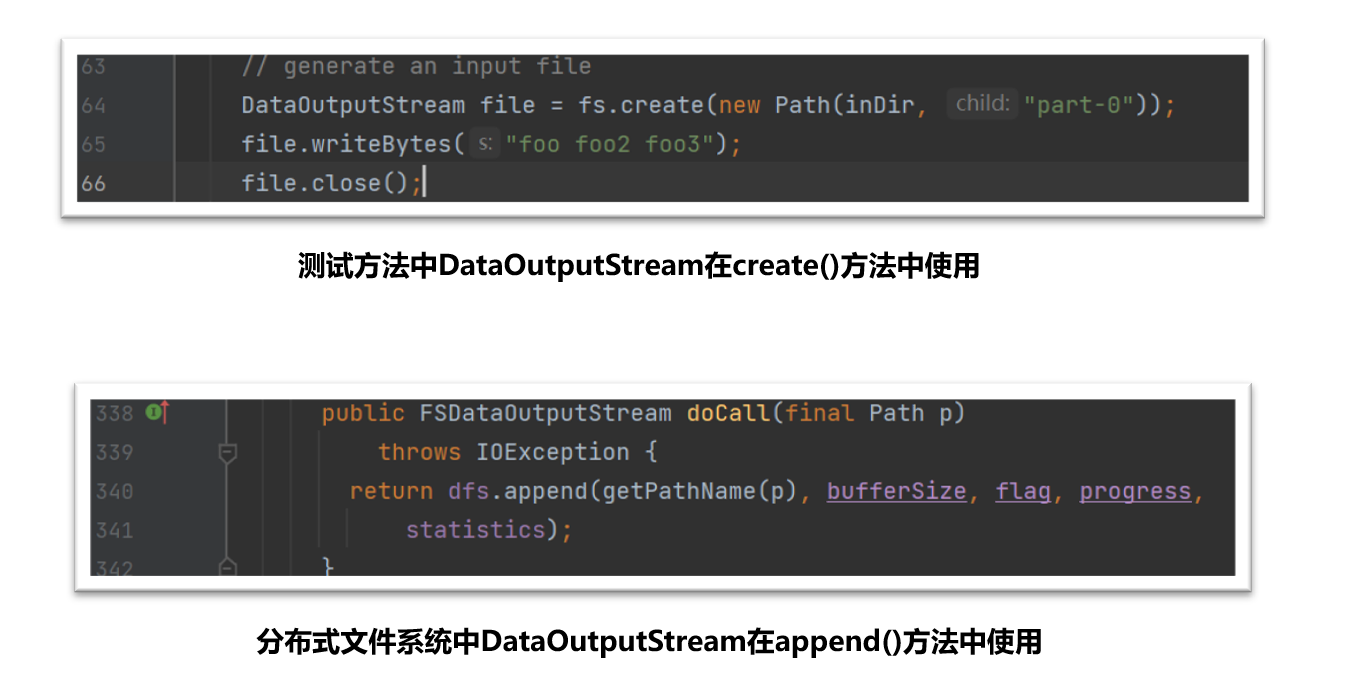 63 // generate an input file
64 DataOutputStream file = fs.create(new Path(inDir, child: "part-0"));
65 file.writeBytes( s: "foo foo2 foo3");
66 file.close();
测试方法中DataOutputStream在create()方法中使用
338 public FSDataOutputStream doCall(final Path p)
339 throws IOException {
340 return dfs.append(getPathName(p), bufferSize, flag, progress,
341 statistics);
342 }
分布式文件系统中DataOutputStream在append()方法中使用